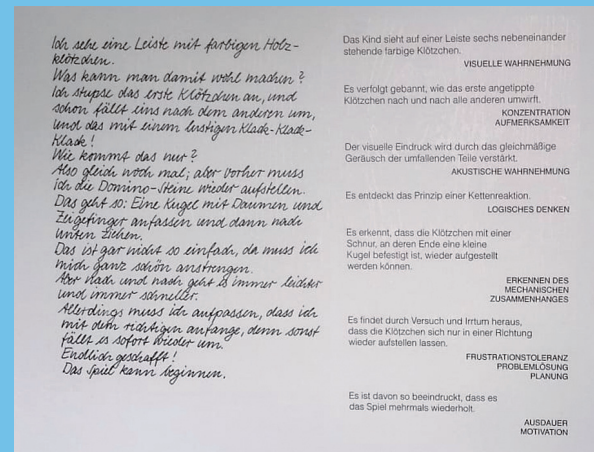 Ich sehe eine Leiste mit farbigen Holz-
klötzchen.
Was kann man damit wohl machen?
Ich stupse das erste Klötzchen an, und
schon fällt eins nach dem anderen um,
und das mit einem lustigen Klack-Klack-
Klack!
Wie kommt das nur?
Also gleich noch mal; aber vorher muss
ich die Domino-Steine wieder aufstellen.
Das geht so: Eine Kugel mit Daumen und
Zeigefinger anfassen und dann nach
unten ziehen.
Das ist gar nicht so einfach, da muss ich
mich ganz schön anstrengen.
Aber nach und nach geht es immer leichter
und immer schneller.
Allerdings muss ich aufpassen, dass ich
mit dem richtigen anfange, denn sonst
fällt es sofort wieder um.
Endlich geschafft!
Das Spiel kann beginnen.
Das Kind sieht auf einer Leiste sechs nebeneinander
stehende farbige Klötzchen.
VISUELLE WAHRNEHMUNG
Es verfolgt gebannt, wie das erste angetippte
Klötzchen nach und nach alle anderen umwirft.
KONZENTRATION
AUFMERKSAMKEIT
Der visuelle Eindruck wird durch das gleichmäßige
Geräusch der umfallenden Teile verstärkt.
AKUSTISCHE WAHRNEHMUNG
Es entdeckt das Prinzip einer Kettenreaktion.
LOGISCHES DENKEN
Es erkennt, dass die Klötzchen mit einer
Schnur, an deren Ende eine kleine
Kugel befestigt ist, wieder aufgestellt
werden können.
ERKENNEN DES
MECHANISCHEN
ZUSAMMENHANGES
Es findet durch Versuch und Irrtum heraus,
dass die Klötzchen sich nur in einer Richtung
wieder aufstellen lassen.
FRUSTRATIONSTOLERANZ
PROBLEMLÖSUNG
PLANUNG
Es ist davon so beeindruckt, dass es
das Spiel mehrmals wiederholt.
AUSDAUER
MOTIVATION